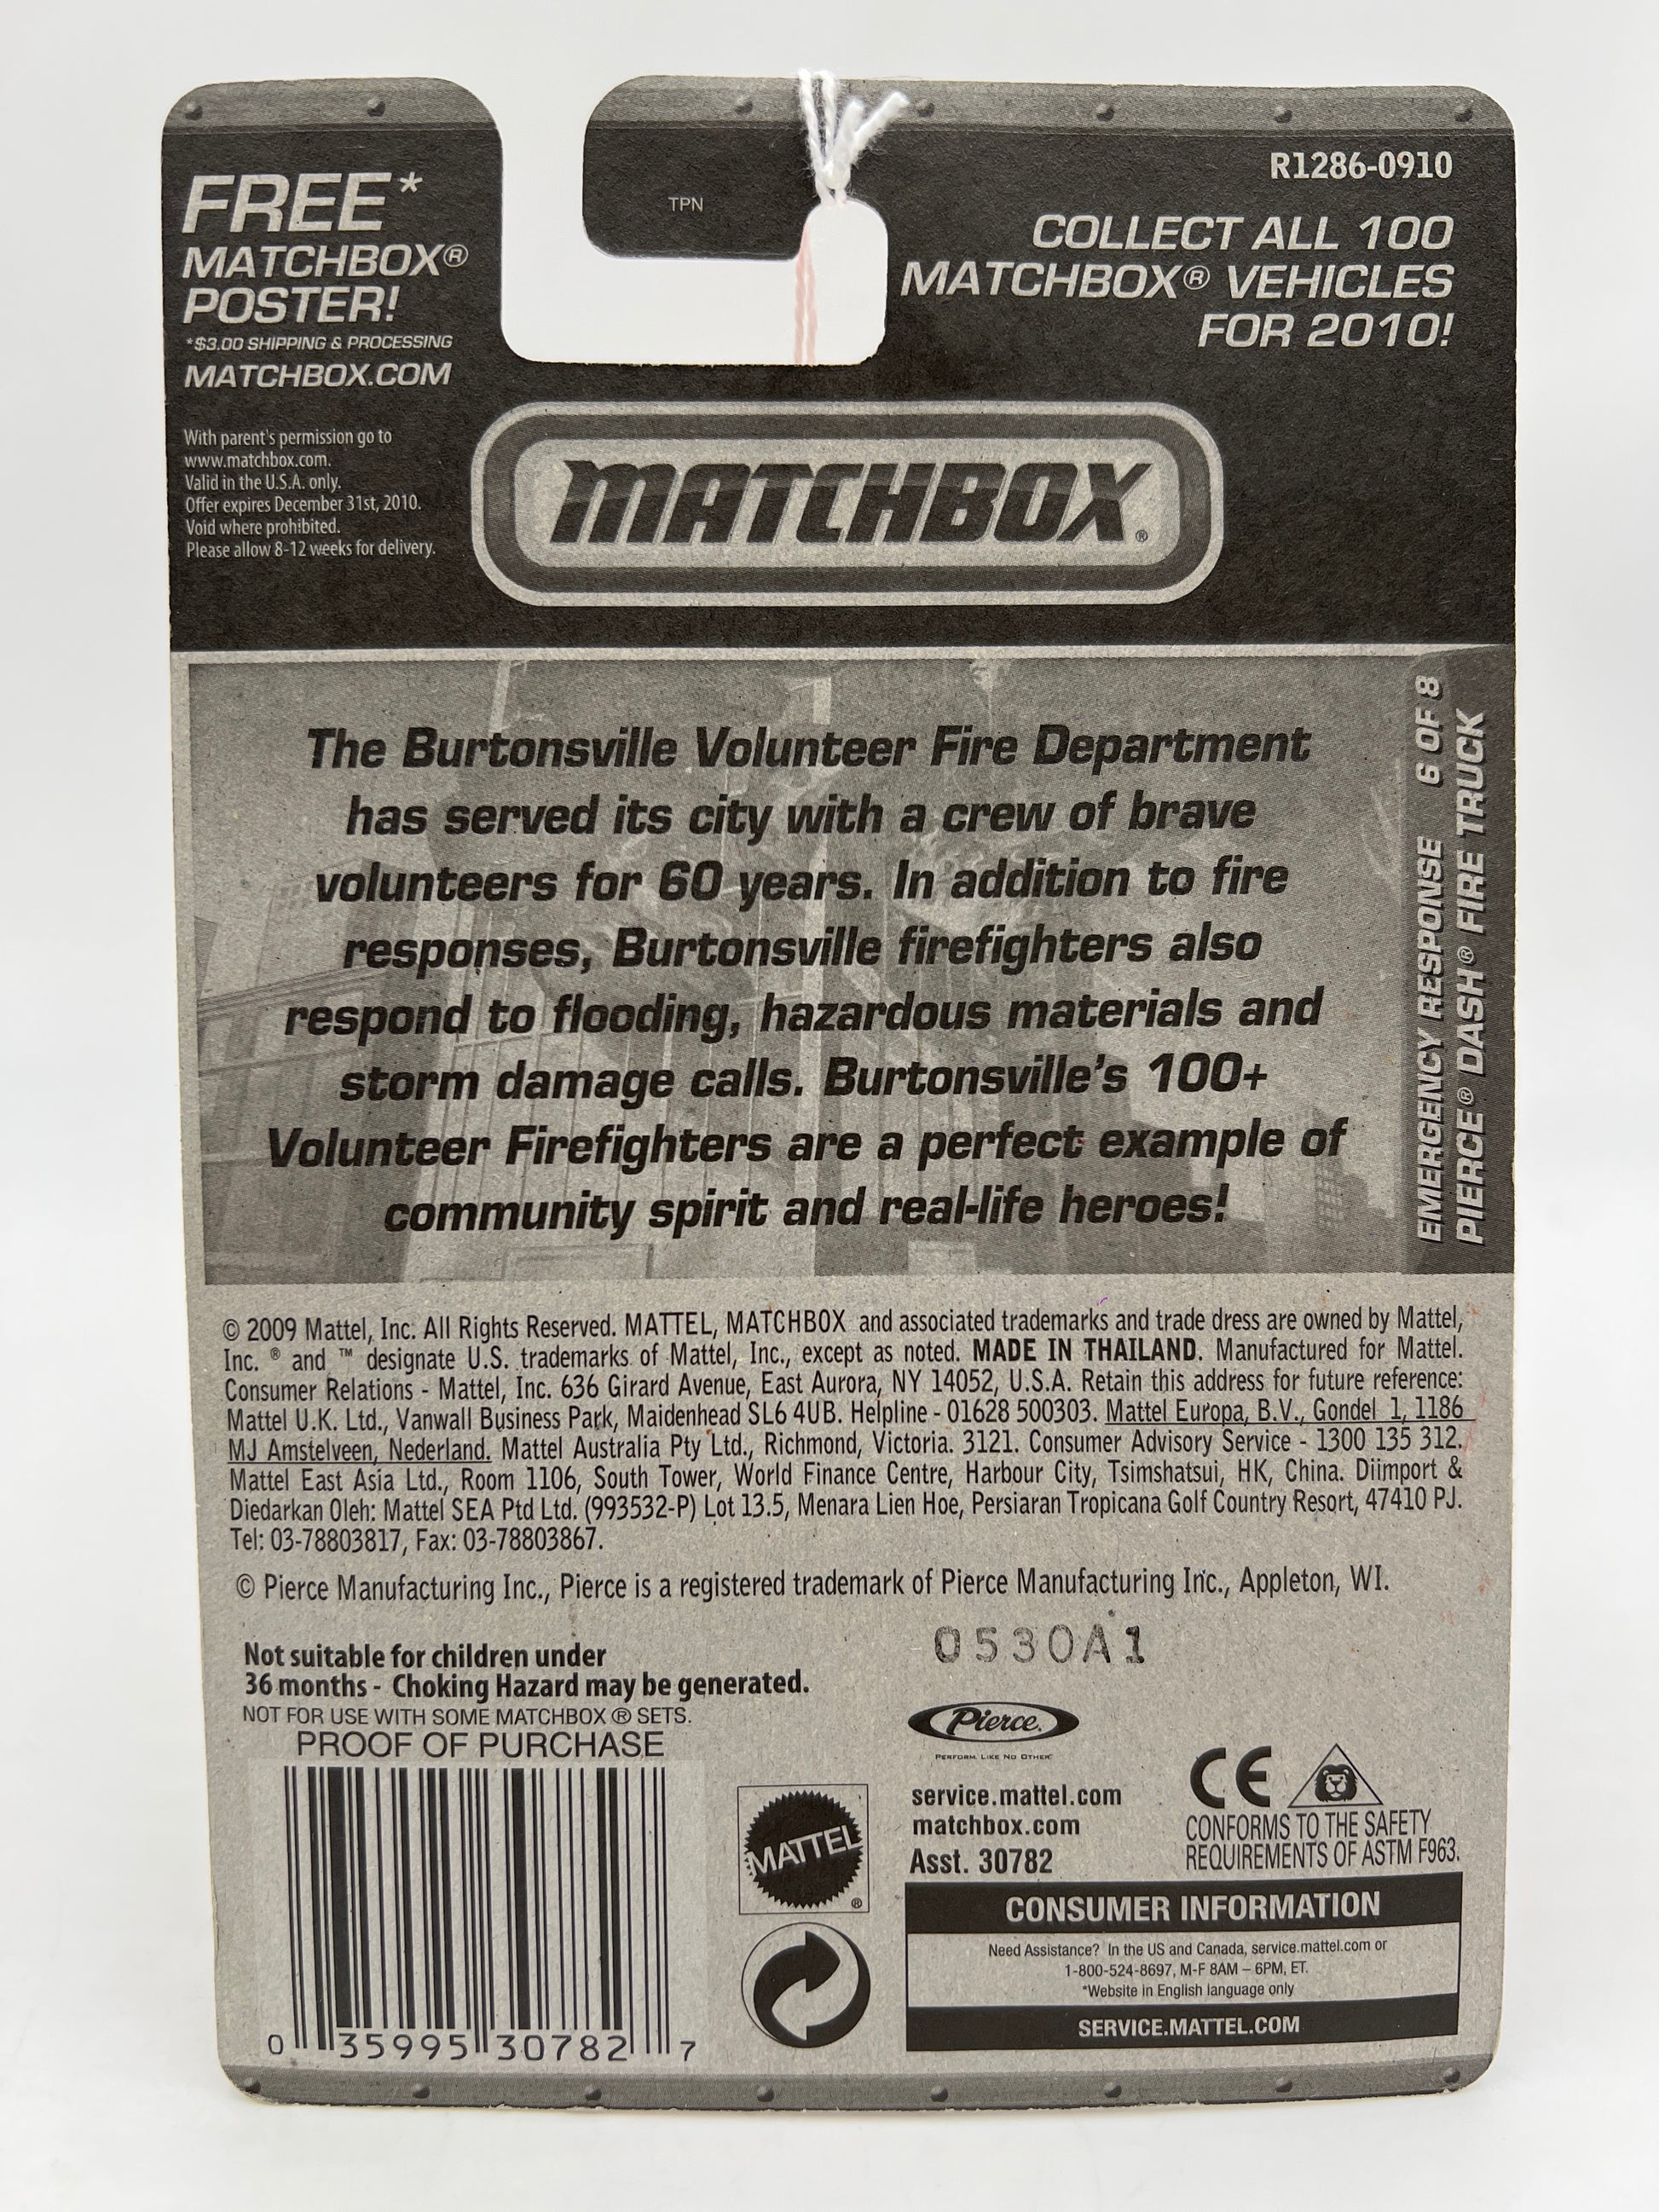 FREE*
MATCHBOX®
POSTER!
*$3.00 SHIPPING & PROCESSING
MATCHBOX.COM
With parent's permission go to
www.matchbox.com.
Valid in the U.S.A. only.
Offer expires December 31st, 2010.
Void where prohibited.
Please allow 8-12 weeks for delivery.
TPN
R1286-0910
COLLECT ALL 100
MATCHBOX® VEHICLES
FOR 2010!
MATCHBOX®
The Burtonsville Volunteer Fire Department
has served its city with a crew of brave
volunteers for 60 years. In addition to fire
responses, Burtonsville firefighters also
respond to flooding, hazardous materials and
storm damage calls. Burtonsville's 100+
Volunteer Firefighters are a perfect example of
community spirit and real-life heroes!
EMERGENCY RESPONSE 6 OF 8
PIERCE® DASH® FIRE TRUCK
© 2009 Mattel, Inc. All Rights Reserved. MATTEL, MATCHBOX and associated trademarks and trade dress are owned by Mattel,
Inc. ® and ™ designate U.S. trademarks of Mattel, Inc., except as noted. MADE IN THAILAND. Manufactured for Mattel.
Consumer Relations - Mattel, Inc. 636 Girard Avenue, East Aurora, NY 14052, U.S.A. Retain this address for future reference:
Mattel U.K. Ltd., Vanwall Business Park, Maidenhead SL6 4UB. Helpline - 01628 500303. Mattel Europa, B.V., Gondel 1, 1186
MJ Amstelveen, Nederland. Mattel Australia Pty Ltd., Richmond, Victoria. 3121. Consumer Advisory Service - 1300 135 312.
Mattel East Asia Ltd., Room 1106, South Tower, World Finance Centre, Harbour City, Tsimshatsui, HK, China. Diimport &
Diedarkan Oleh: Mattel SEA Ptd Ltd. (993532-P) Lot 13.5, Menara Lien Hoe, Persiaran Tropicana Golf Country Resort, 47410 PJ.
Tel: 03-78803817, Fax: 03-78803867.
© Pierce Manufacturing Inc., Pierce is a registered trademark of Pierce Manufacturing Inc., Appleton, WI.
0530A1
Not suitable for children under
36 months - Choking Hazard may be generated.
NOT FOR USE WITH SOME MATCHBOX ® SETS.
PROOF OF PURCHASE
0 35995 30782 7
MATTEL
®
Pierce.
PERFORM. LIKE NO OTHER.
service.mattel.com
matchbox.com
Asst. 30782
CE
CONFORMS TO THE SAFETY
REQUIREMENTS OF ASTM F963.
CONSUMER INFORMATION
Need Assistance? In the US and Canada, service.mattel.com or
1-800-524-8697, M-F 8AM – 6PM, ET.
*Website in English language only
SERVICE.MATTEL.COM